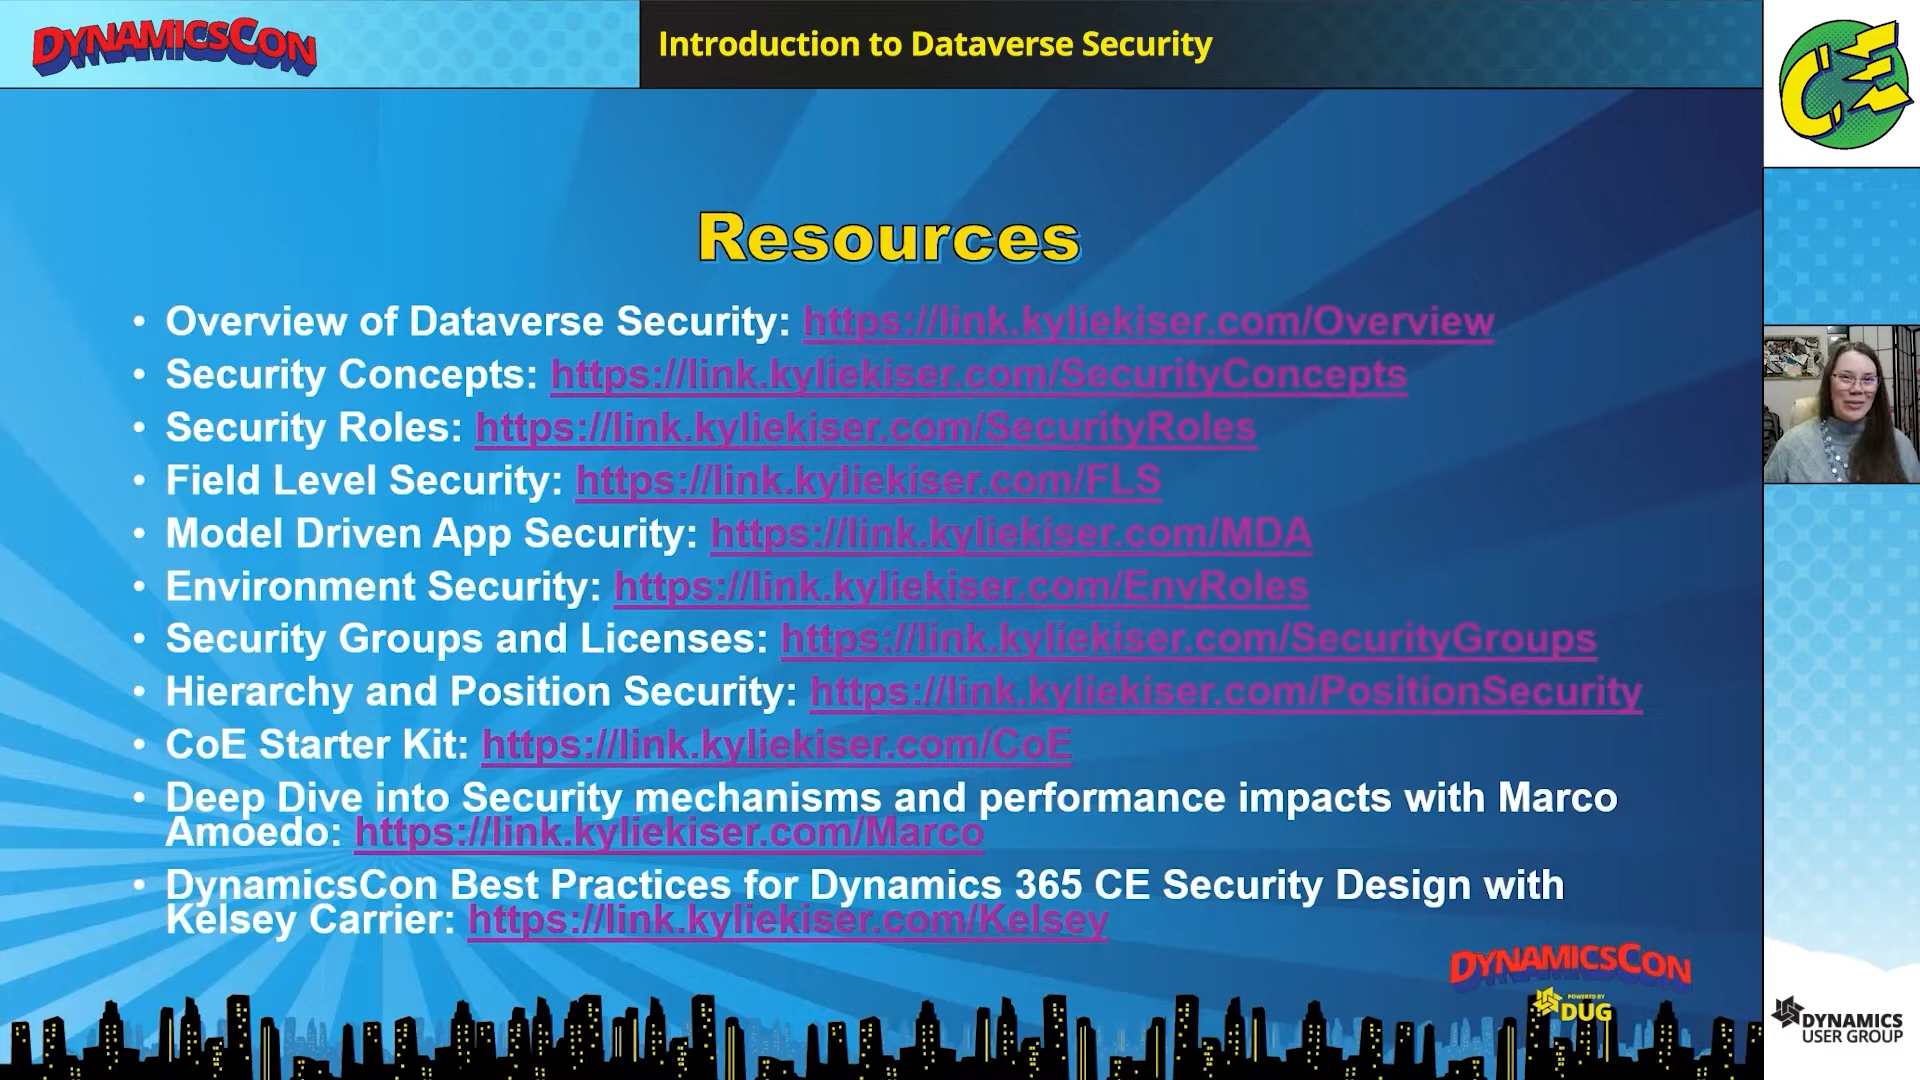 DYNAMICSCON
Introduction to Dataverse Security
CE
Resources
• Overview of Dataverse Security: https://link.kyliekiser.com/Overview
• Security Concepts: https://link.kyliekiser.com/SecurityConcepts
• Security Roles: https://link.kyliekiser.com/SecurityRoles
• Field Level Security: https://link.kyliekiser.com/FLS
• Model Driven App Security: https://link.kyliekiser.com/MDA
• Environment Security: https://link.kyliekiser.com/EnvRoles
• Security Groups and Licenses: https://link.kyliekiser.com/SecurityGroups
• Hierarchy and Position Security: https://link.kyliekiser.com/PositionSecurity
• CoE Starter Kit: https://link.kyliekiser.com/CoE
• Deep Dive into Security mechanisms and performance impacts with Marco
Amoedo: https://link.kyliekiser.com/Marco
• DynamicsCon Best Practices for Dynamics 365 CE Security Design with
Kelsey Carrier: https://link.kyliekiser.com/Kelsey
DYNAMICSCON
POWERED BY
DUG
DYNAMICS
USER GROUP